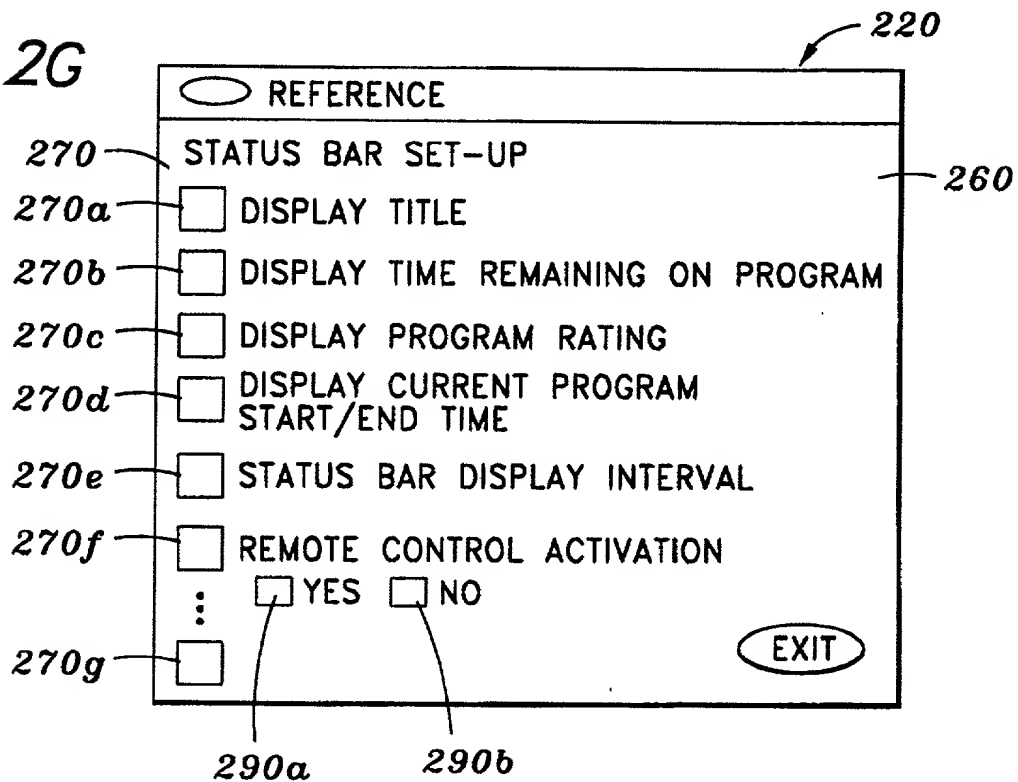 220
2G
REFERENCE
270 STATUS BAR SET-UP
260
270a DISPLAY TITLE
270b DISPLAY TIME REMAINING ON PROGRAM
270c DISPLAY PROGRAM RATING
270d DISPLAY CURRENT PROGRAM
START/END TIME
270e STATUS BAR DISPLAY INTERVAL
270f REMOTE CONTROL ACTIVATION
YES NO
270g
EXIT
290a 290b